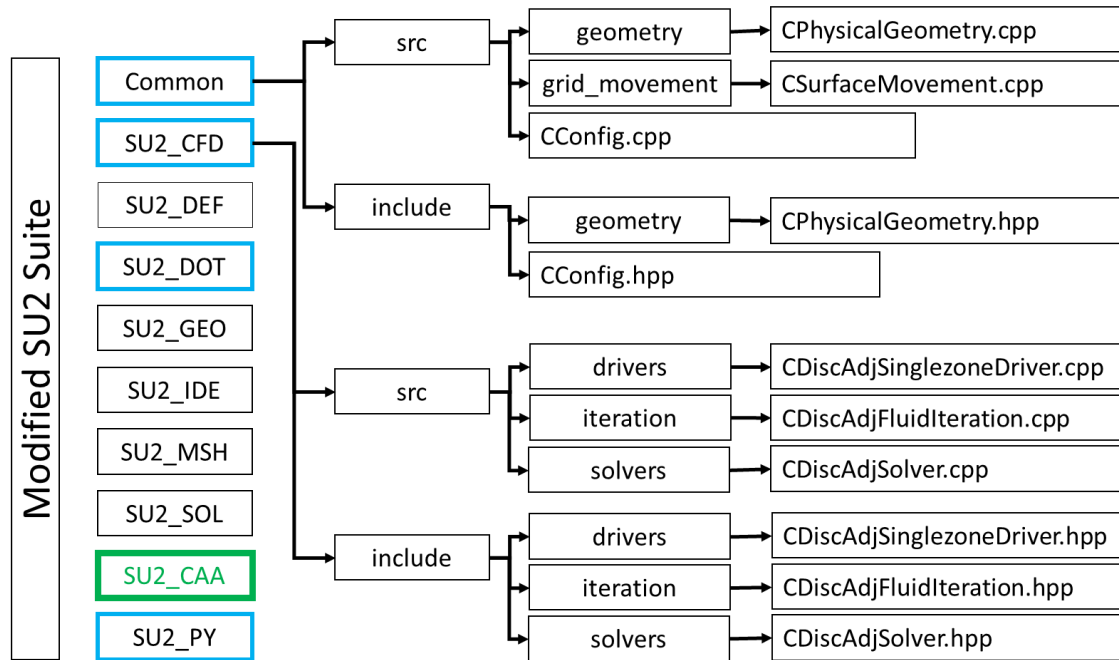 Modified SU2 Suite
Common
SU2_CFD
SU2_DEF
SU2_DOT
SU2_GEO
SU2_IDE
SU2_MSH
SU2_SOL
SU2_CAA
SU2_PY
src
geometry
CPhysicalGeometry.cpp
grid_movement
CSurfaceMovement.cpp
CConfig.cpp
include
geometry
CPhysicalGeometry.hpp
CConfig.hpp
src
drivers
CDiscAdjSinglezoneDriver.cpp
iteration
CDiscAdjFluidIteration.cpp
solvers
CDiscAdjSolver.cpp
include
drivers
CDiscAdjSinglezoneDriver.hpp
iteration
CDiscAdjFluidIteration.hpp
solvers
CDiscAdjSolver.hpp